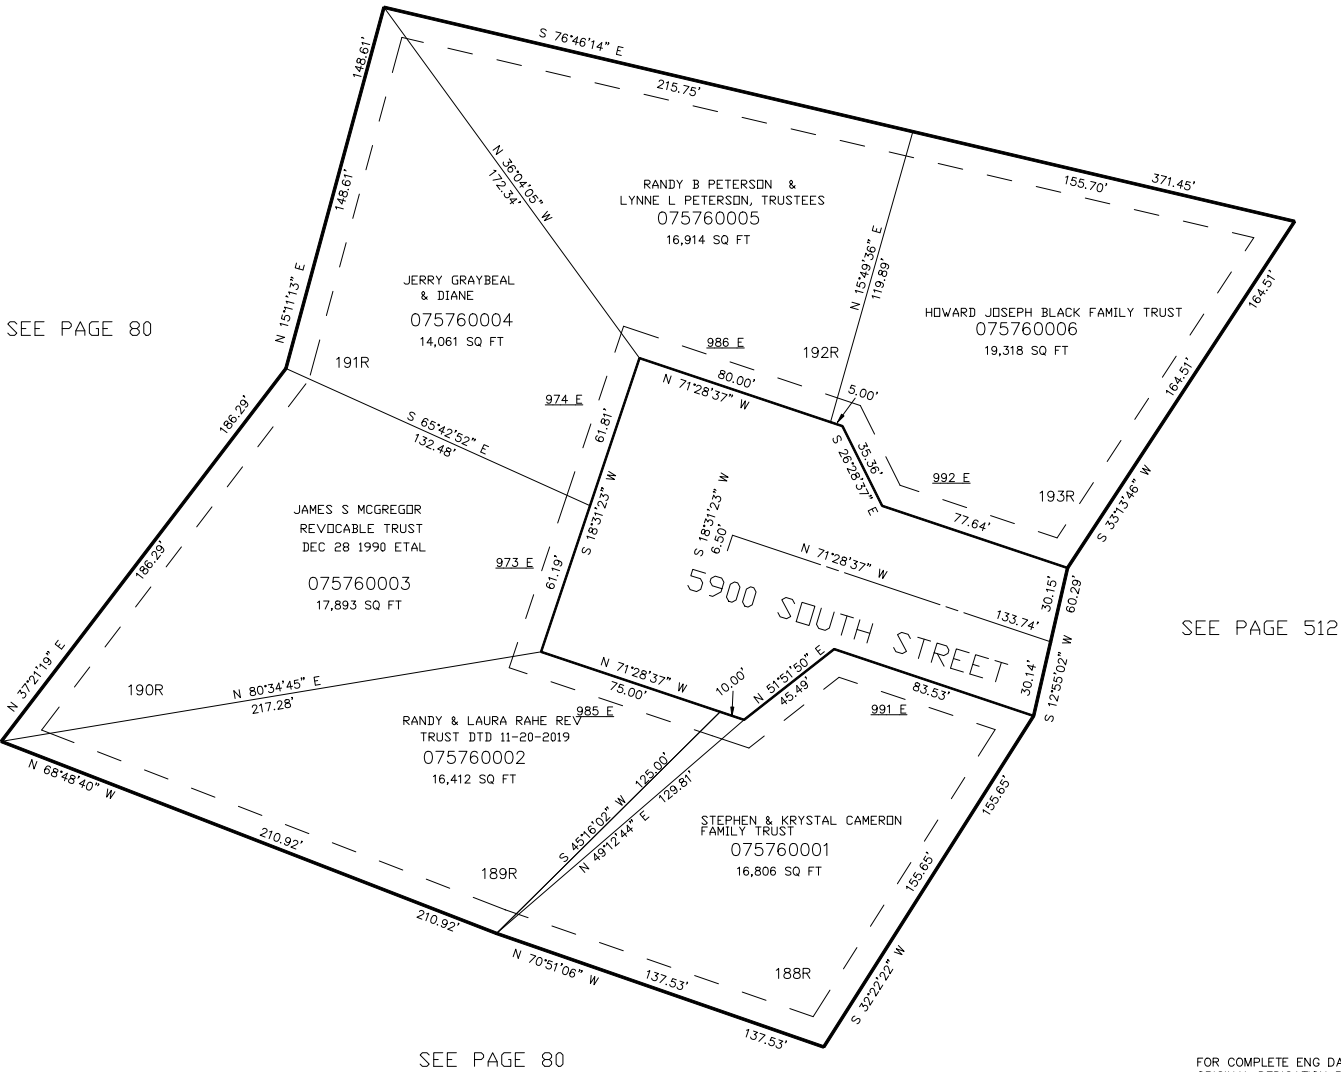 S 76°46'14" E
215.75'
148.61'
148.61'
N 15°11'13" E
N 36°04'05" W
172.34'
RANDY B PETERSON &
LYNNE L PETERSON, TRUSTEES
075760005
16,914 SQ FT
155.70'
371.45'
N 15°49'36" E
119.89'
164.51'
164.51'
S 33°13'46" W
HOWARD JOSEPH BLACK FAMILY TRUST
075760006
19,318 SQ FT
JERRY GRAYBEAL
& DIANE
075760004
14,061 SQ FT
SEE PAGE 80
191R
192R
986 E
80.00'
N 71°28'37" W
5.00'
974 E
61.81'
S 65°42'52" E
132.48'
186.29'
186.29'
N 37°21'19" E
S 18°31'23" W
35.36'
S 26°28'37" E
992 E
193R
77.64'
JAMES S MCGREGOR
REVOCABLE TRUST
DEC 28 1990 ETAL
075760003
17,893 SQ FT
973 E
61.19'
S 18°31'23" W
6.50'
N 71°28'37" W
133.74'
5900 SOUTH STREET
30.15'
60.29'
30.14'
S 12°55'02" W
SEE PAGE 512
190R
N 80°34'45" E
217.28'
N 71°28'37" W
75.00'
10.00'
N 51°51'50" E
45.49'
83.53'
991 E
985 E
RANDY & LAURA RAHE REV
TRUST DTD 11-20-2019
075760002
16,412 SQ FT
N 68°48'40" W
210.92'
210.92'
S 45°16'02" W
125.00'
N 49°12'44" E
129.81'
189R
STEPHEN & KRYSTAL CAMERON
FAMILY TRUST
075760001
16,806 SQ FT
155.65'
155.65'
S 32°22'22" W
188R
N 70°51'06" W
137.53'
137.53'
SEE PAGE 80
FOR COMPLETE ENG DA